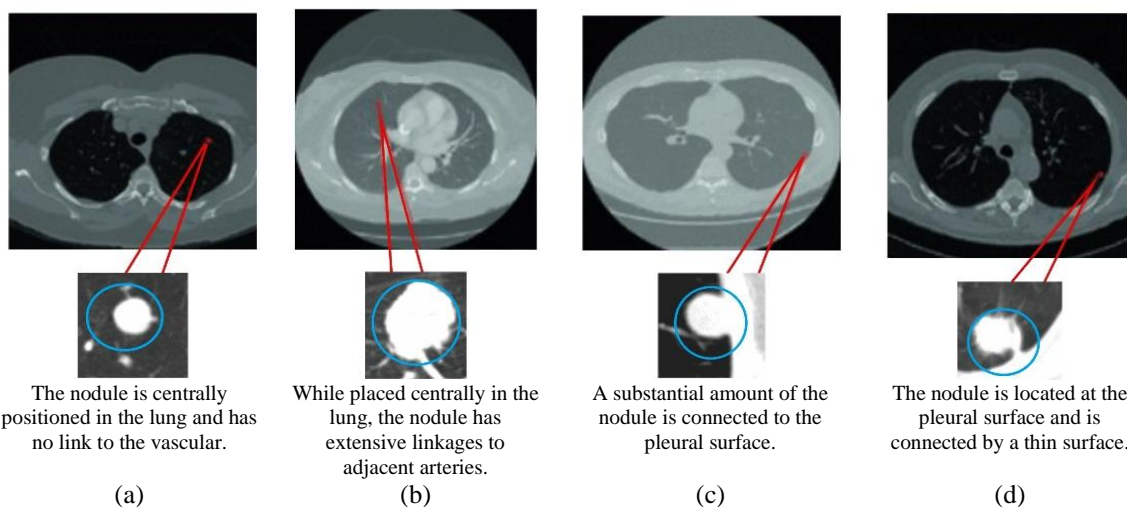 The nodule is centrally
positioned in the lung and has
no link to the vascular.
While placed centrally in the
lung, the nodule has
extensive linkages to
adjacent arteries.
A substantial amount of the
nodule is connected to the
pleural surface.
The nodule is located at the
pleural surface and is
connected by a thin surface.
(a)
(b)
(c)
(d)